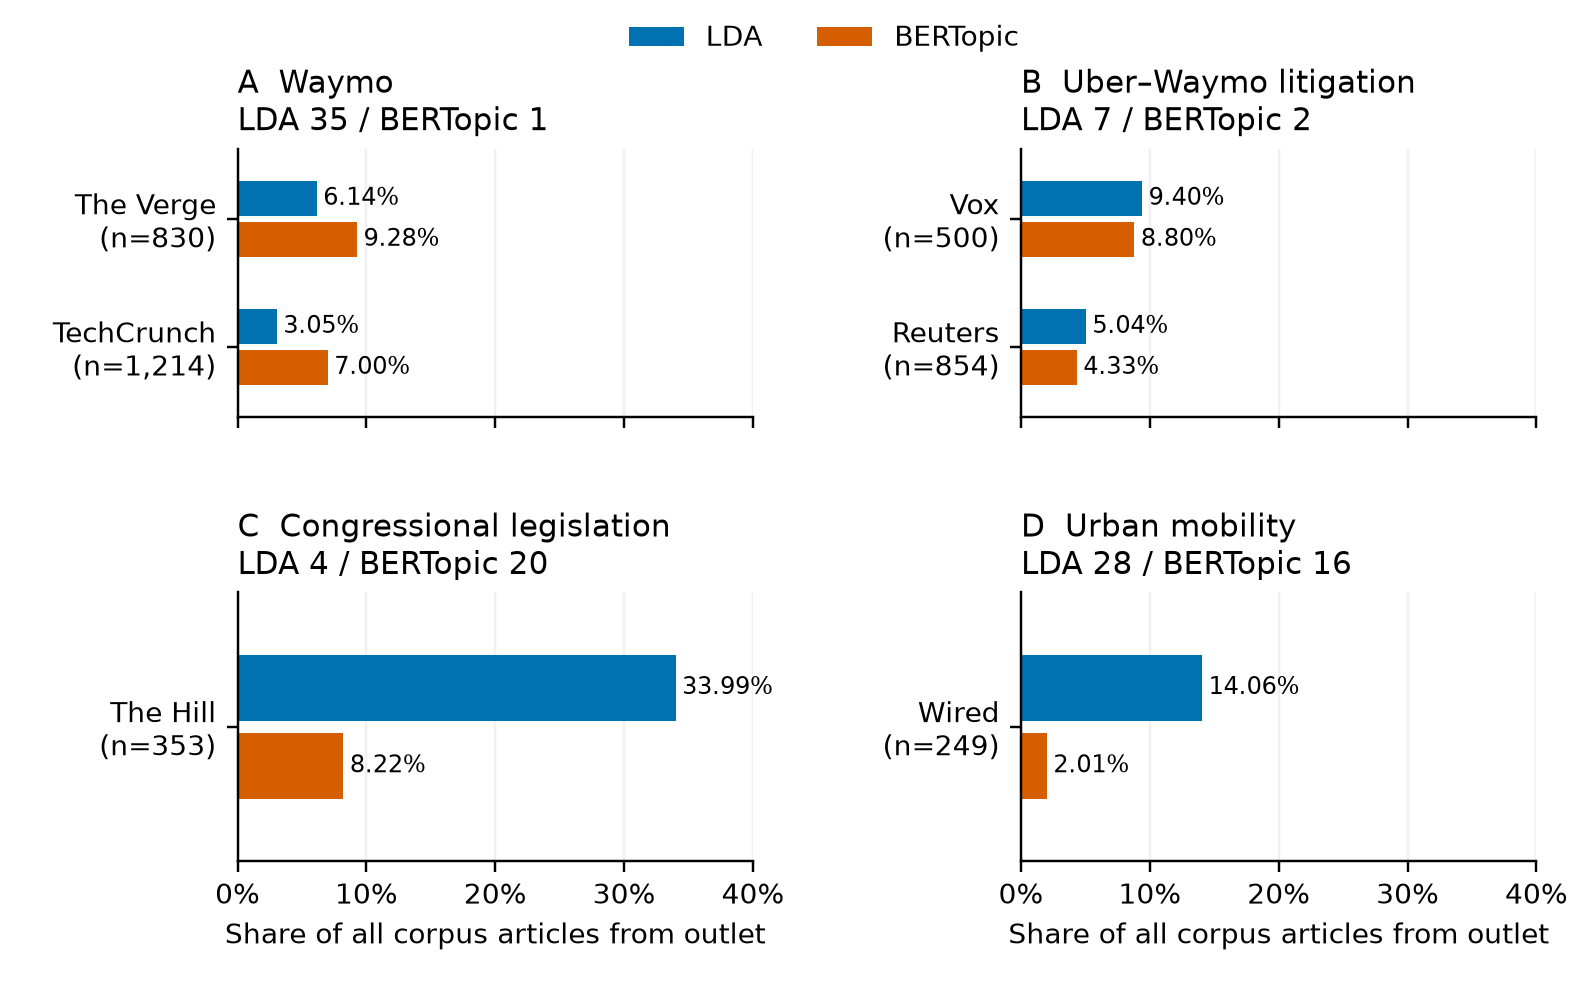 LDA BERTopic
A Waymo
LDA 35 / BERTopic 1
The Verge
(n=830)
6.14%
9.28%
TechCrunch
(n=1,214)
3.05%
7.00%
B Uber–Waymo litigation
LDA 7 / BERTopic 2
Vox
(n=500)
9.40%
8.80%
Reuters
(n=854)
5.04%
4.33%
C Congressional legislation
LDA 4 / BERTopic 20
The Hill
(n=353)
33.99%
8.22%
0% 10% 20% 30% 40%
Share of all corpus articles from outlet
D Urban mobility
LDA 28 / BERTopic 16
Wired
(n=249)
14.06%
2.01%
0% 10% 20% 30% 40%
Share of all corpus articles from outlet